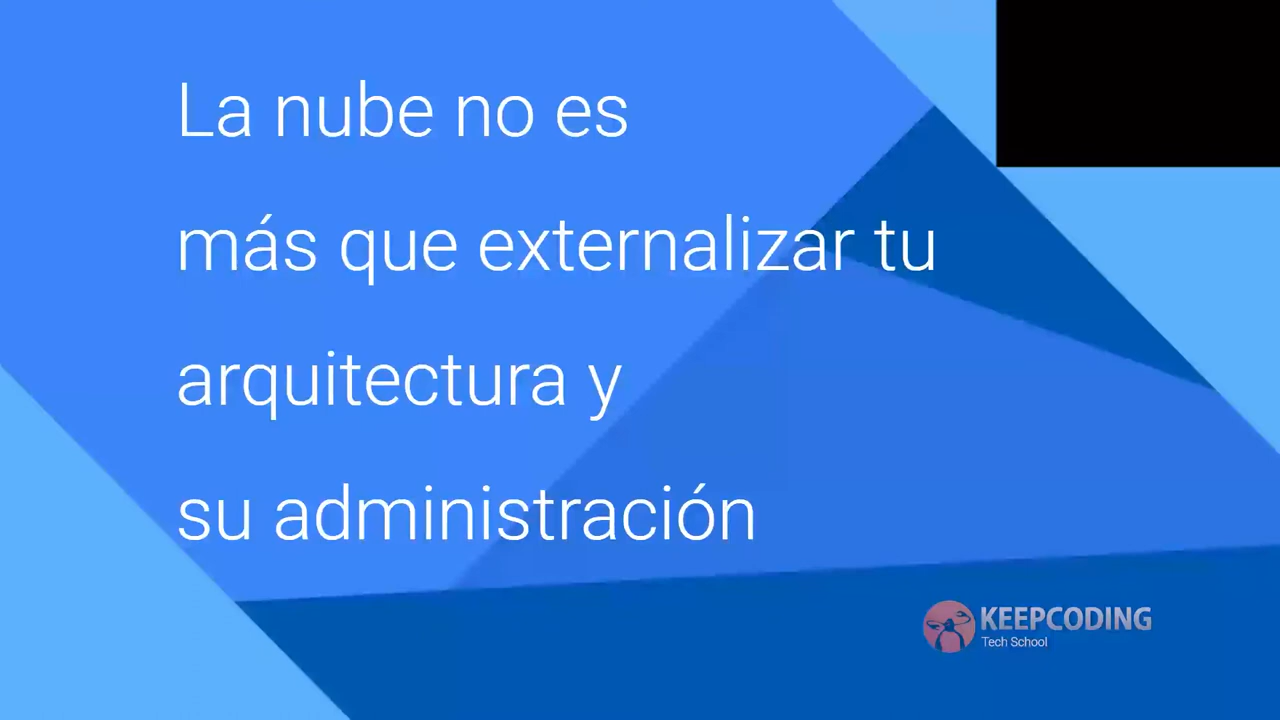 La nube no es
más que externalizar tu
arquitectura y
su administración
KEEPCODING
Tech School